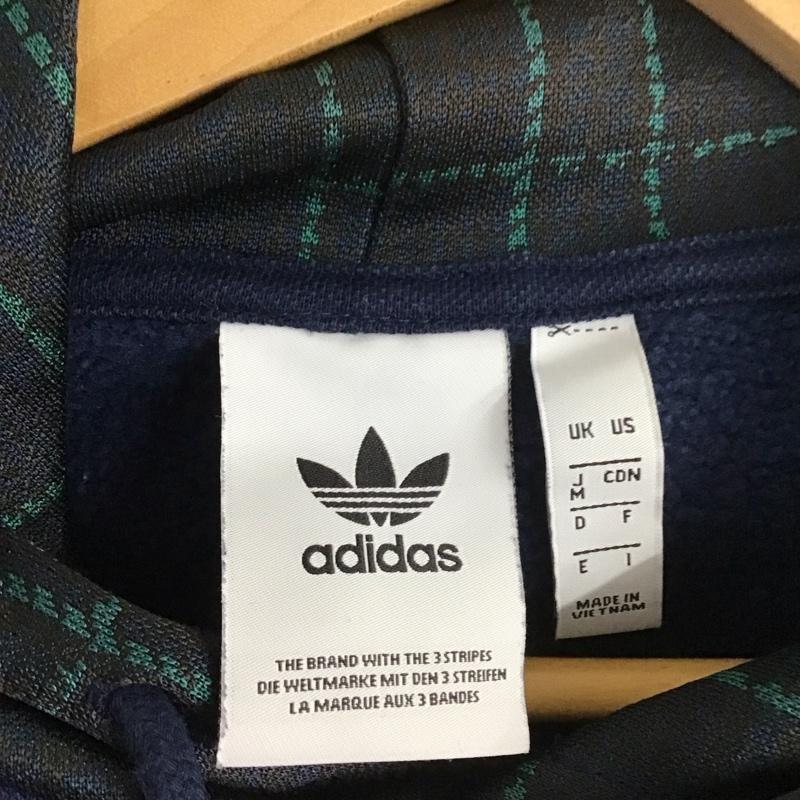 adidas
THE BRAND WITH THE 3 STRIPES
DIE WELTMARKE MIT DEN 3 STREIFEN
LA MARQUE AUX 3 BANDES
UK US
J M CDN
D F
E I
MADE IN
VIETNAM